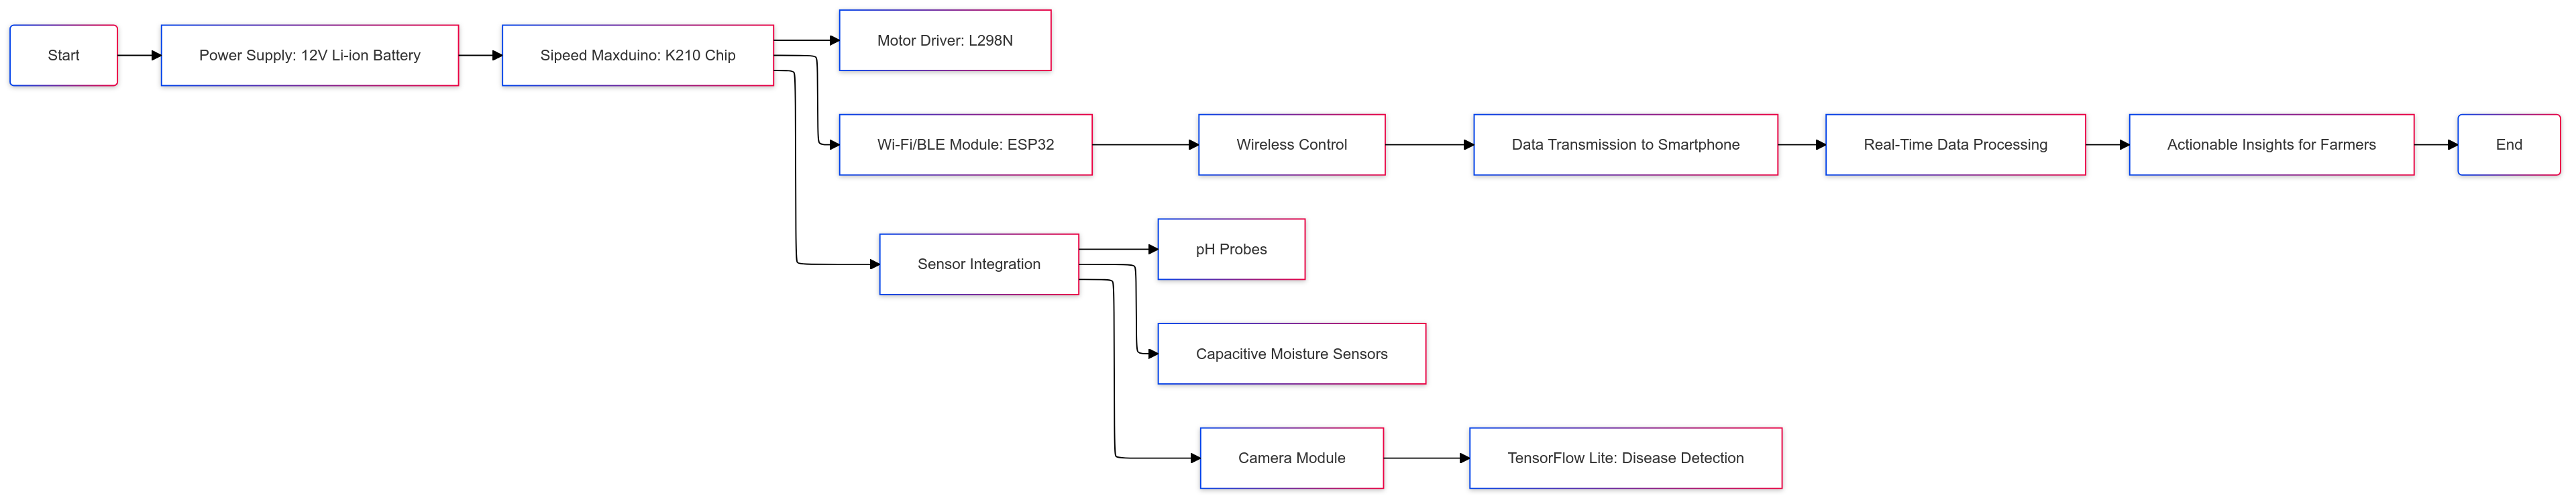 Start
Power Supply: 12V Li-ion Battery
Sipeed Maxduino: K210 Chip
Motor Driver: L298N
Wi-Fi/BLE Module: ESP32
Wireless Control
Data Transmission to Smartphone
Real-Time Data Processing
Actionable Insights for Farmers
End
Sensor Integration
pH Probes
Capacitive Moisture Sensors
Camera Module
TensorFlow Lite: Disease Detection